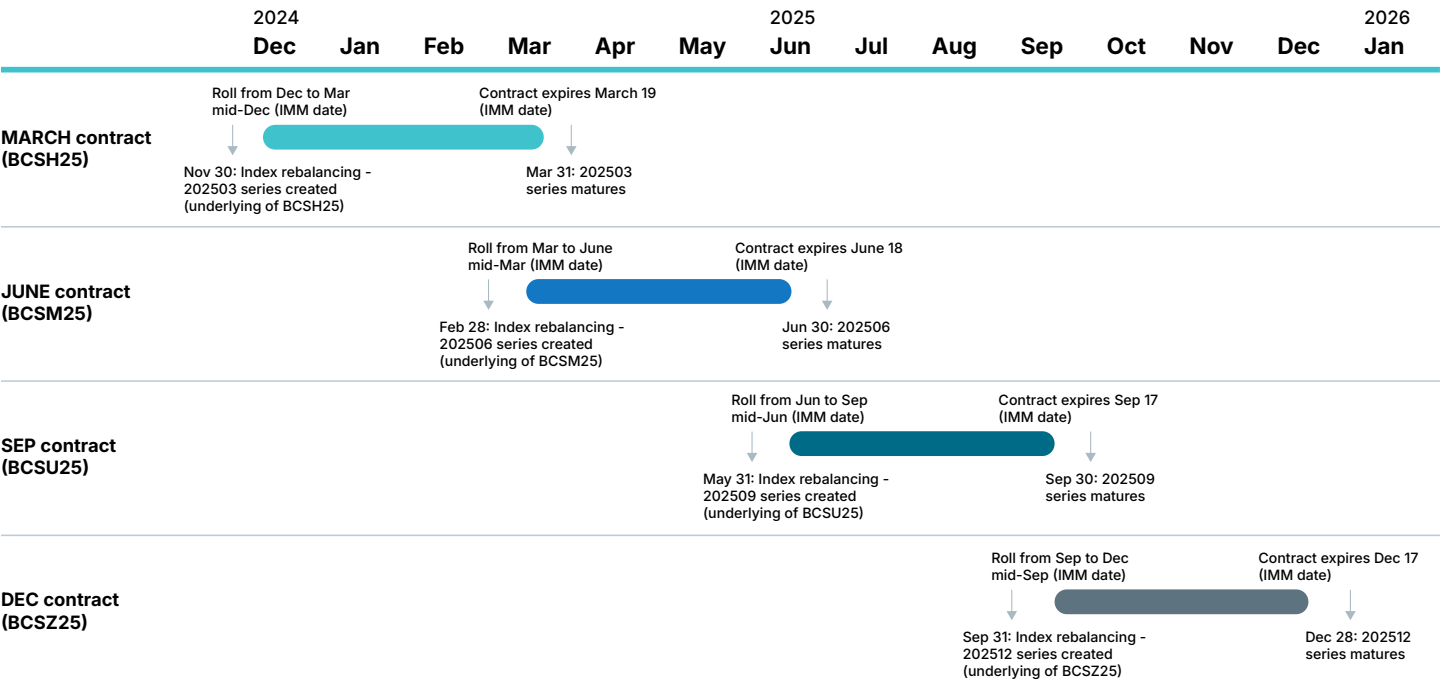 2024
2025
2026
Dec Jan Feb Mar Apr May Jun Jul Aug Sep Oct Nov Dec Jan
MARCH contract
(BCSH25)
Roll from Dec to Mar
mid-Dec (IMM date)
Contract expires March 19
(IMM date)
Nov 30: Index rebalancing -
202503 series created
(underlying of BCSH25)
Mar 31: 202503
series matures
JUNE contract
(BCSM25)
Roll from Mar to June
mid-Mar (IMM date)
Contract expires June 18
(IMM date)
Feb 28: Index rebalancing -
202506 series created
(underlying of BCSM25)
Jun 30: 202506
series matures
SEP contract
(BCSU25)
Roll from Jun to Sep
mid-Jun (IMM date)
Contract expires Sep 17
(IMM date)
May 31: Index rebalancing -
202509 series created
(underlying of BCSU25)
Sep 30: 202509
series matures
DEC contract
(BCSZ25)
Roll from Sep to Dec
mid-Sep (IMM date)
Contract expires Dec 17
(IMM date)
Sep 31: Index rebalancing -
202512 series created
(underlying of BCSZ25)
Dec 28: 202512
series matures